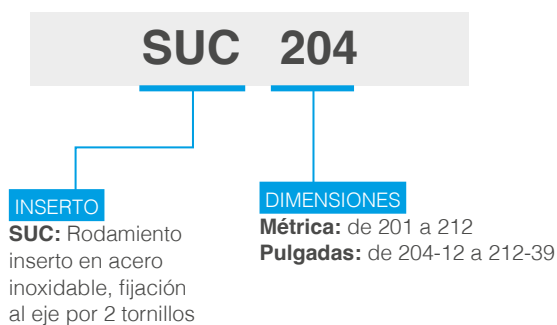 SUC 204
INSERTO
SUC: Rodamiento
inserto en acero
inoxidable, fijación
al eje por 2 tornillos
DIMENSIONES
Métrica: de 201 a 212
Pulgadas: de 204-12 a 212-39